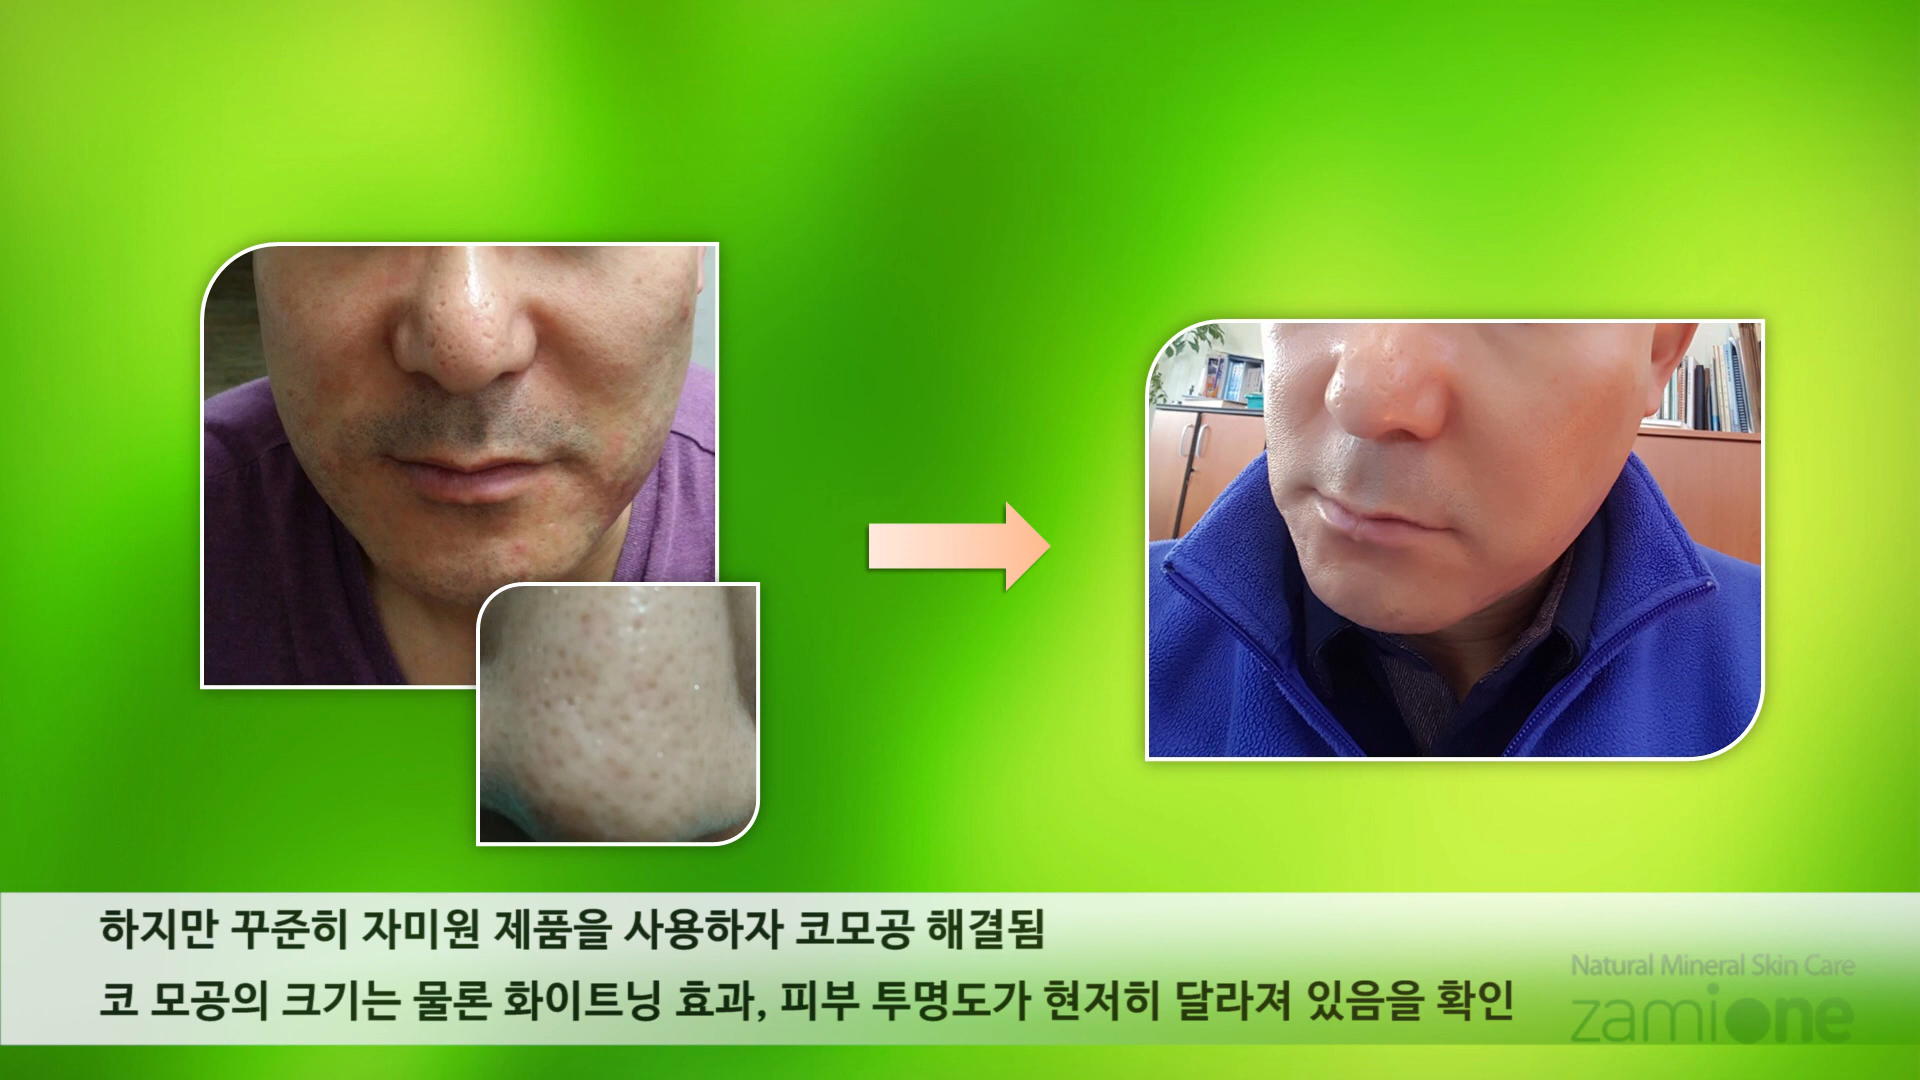 하지만 꾸준히 자미원 제품을 사용하자 코모공 해결됨
코 모공의 크기는 물론 화이트닝 효과, 피부 투명도가 현저히 달라져 있음을 확인
Natural Mineral Skin Care
zamione